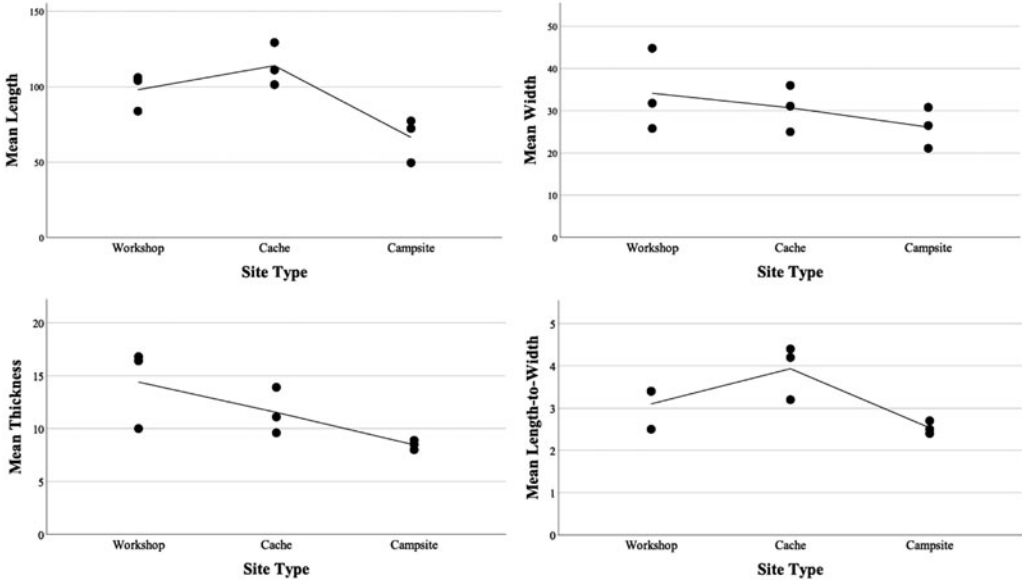 150
100
50
0
Mean Length
Workshop Cache Campsite
Site Type
50
40
30
20
10
0
Mean Width
Workshop Cache Campsite
Site Type
20
15
10
5
0
Mean Thickness
Workshop Cache Campsite
Site Type
5
4
3
2
1
0
Mean Length-to-Width
Workshop Cache Campsite
Site Type